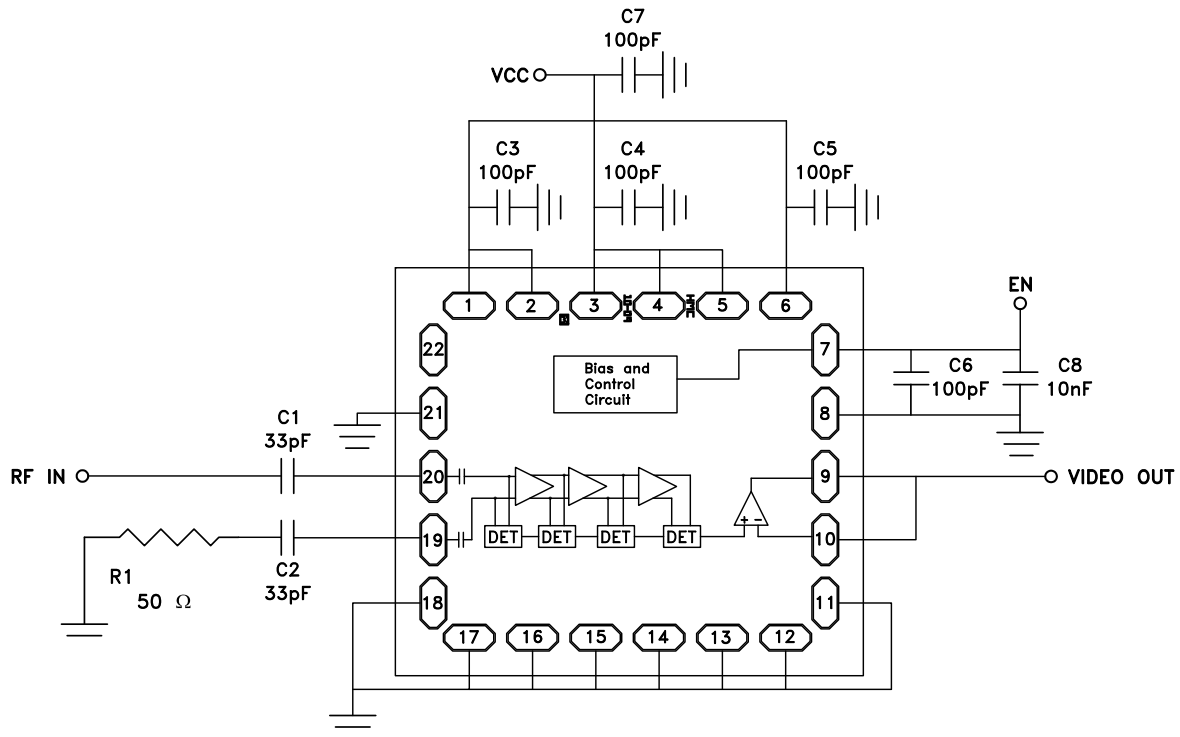 C7
100pF
VCC
C3
100pF
C4
100pF
C5
100pF
EN
1
2
3
4
5
6
22
7
Bias and
Control
Circuit
C6
100pF
C8
10nF
21
8
C1
33pF
RF IN
20
9
VIDEO OUT
19
DET
DET
DET
DET
+ -
10
C2
33pF
R1
50 Ω
18
11
17
16
15
14
13
12